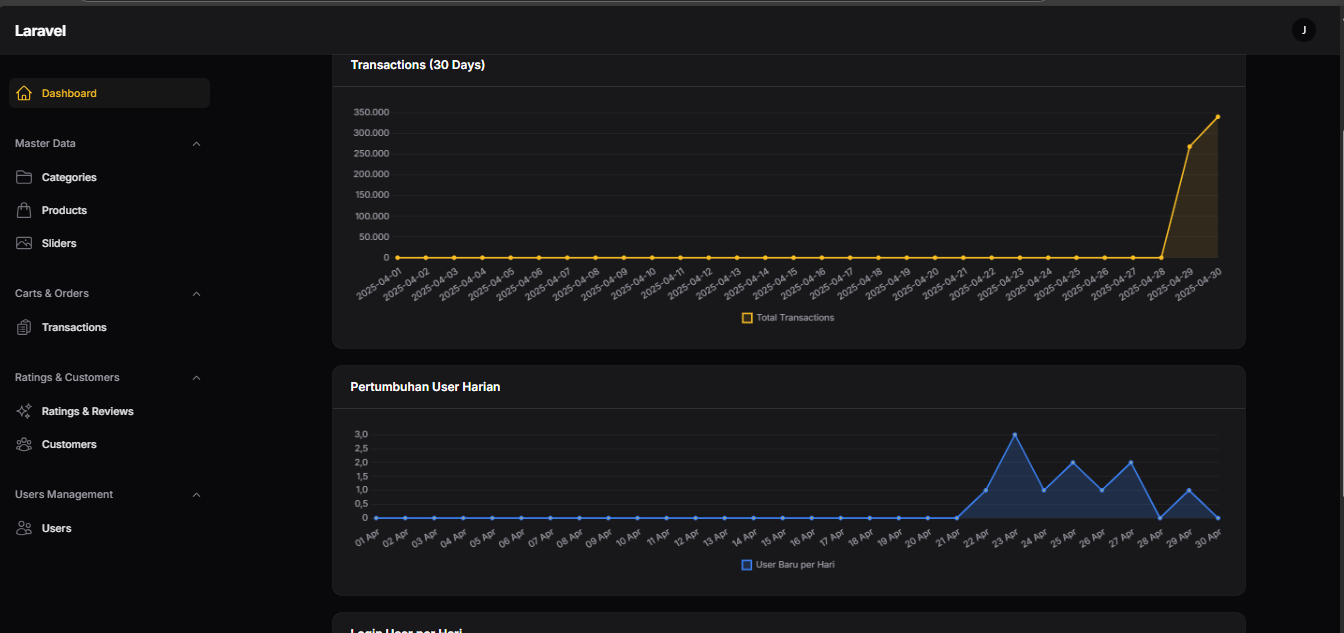 Laravel
J
Dashboard
Master Data
Categories
Products
Sliders
Carts & Orders
Transactions
Ratings & Customers
Ratings & Reviews
Customers
Users Management
Users
Transactions (30 Days)
350.000
300.000
250.000
200.000
150.000
100.000
50.000
0
2025-04-01 2025-04-02 2025-04-03 2025-04-04 2025-04-05 2025-04-06 2025-04-07 2025-04-08 2025-04-09 2025-04-10 2025-04-11 2025-04-12 2025-04-13 2025-04-14 2025-04-15 2025-04-16 2025-04-17 2025-04-18 2025-04-19 2025-04-20 2025-04-21 2025-04-22 2025-04-23 2025-04-24 2025-04-25 2025-04-26 2025-04-27 2025-04-28 2025-04-29 2025-04-30
Total Transactions
Pertumbuhan User Harian
3,0
2,5
2,0
1,5
1,0
0,5
0
01 Apr 02 Apr 03 Apr 04 Apr 05 Apr 06 Apr 07 Apr 08 Apr 09 Apr 10 Apr 11 Apr 12 Apr 13 Apr 14 Apr 15 Apr 16 Apr 17 Apr 18 Apr 19 Apr 20 Apr 21 Apr 22 Apr 23 Apr 24 Apr 25 Apr 26 Apr 27 Apr 28 Apr 29 Apr 30 Apr
User Baru per Hari
Login User per Hari